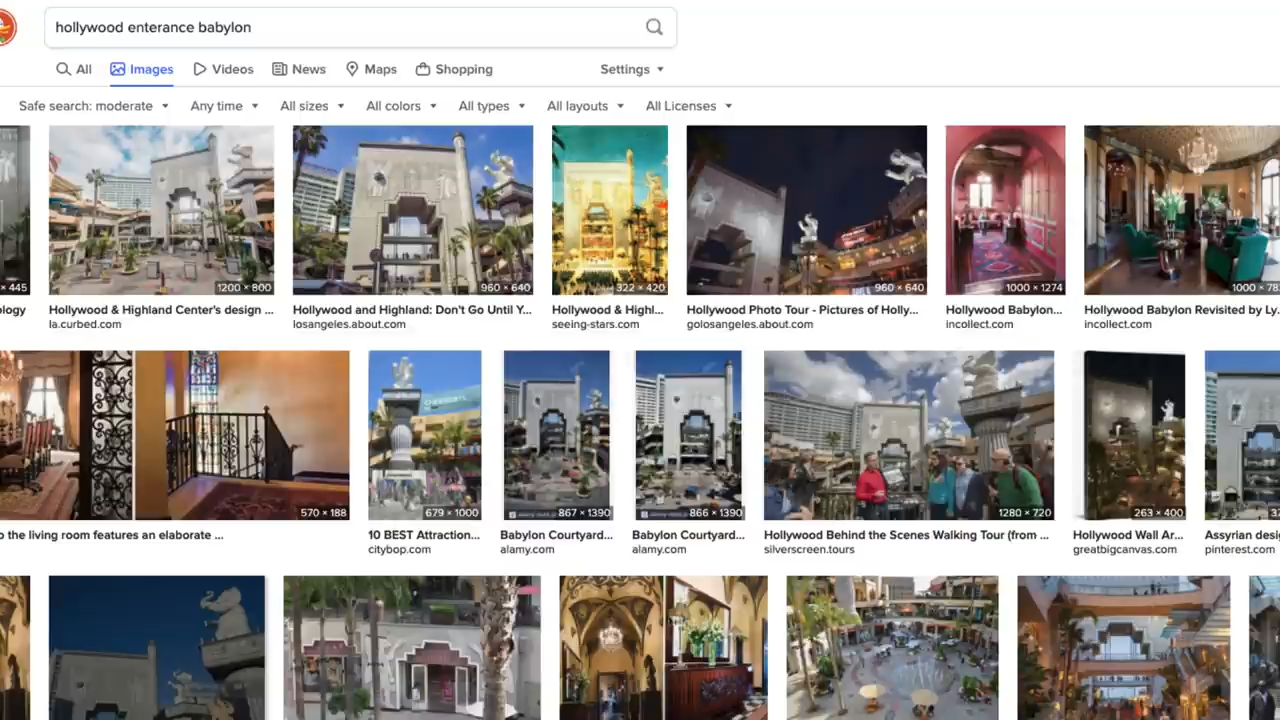 hollywood enterance babylon
All Images Videos News Maps Shopping Settings
Safe search: moderate Any time All sizes All colors All types All layouts All Licenses
× 445 1200 × 800 960 × 640 322 × 420 960 × 640 1000 × 1274 1000 × 78
ology Hollywood & Highland Center's design ... Hollywood and Highland: Don't Go Until Y... Hollywood & Highl... Hollywood Photo Tour - Pictures of Holly... Hollywood Babylon... Hollywood Babylon Revisited by Ly.
la.curbed.com losangeles.about.com seeing-stars.com golosangeles.about.com incollect.com incollect.com
570 × 188 679 × 1000 867 × 1390 866 × 1390 1280 × 720 263 × 400 37
o the living room features an elaborate ... 10 BEST Attraction... Babylon Courtyard... Babylon Courtyard... Hollywood Behind the Scenes Walking Tour (from ... Hollywood Wall Ar... Assyrian desi
citybop.com alamy.com alamy.com silverscreen.tours greatbigcanvas.com pinterest.com